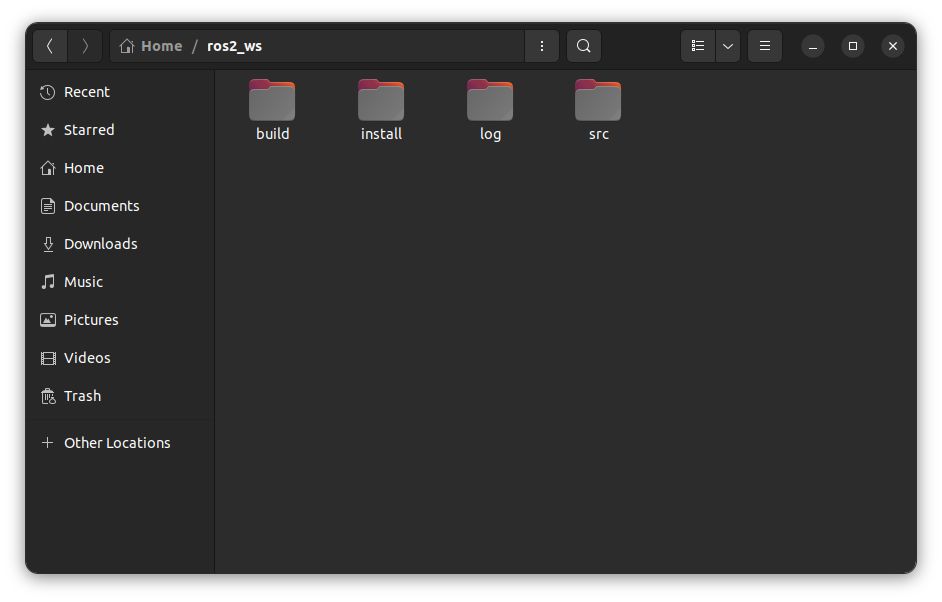 Home / ros2_ws
Recent
Starred
Home
Documents
Downloads
Music
Pictures
Videos
Trash
Other Locations
build
install
log
src